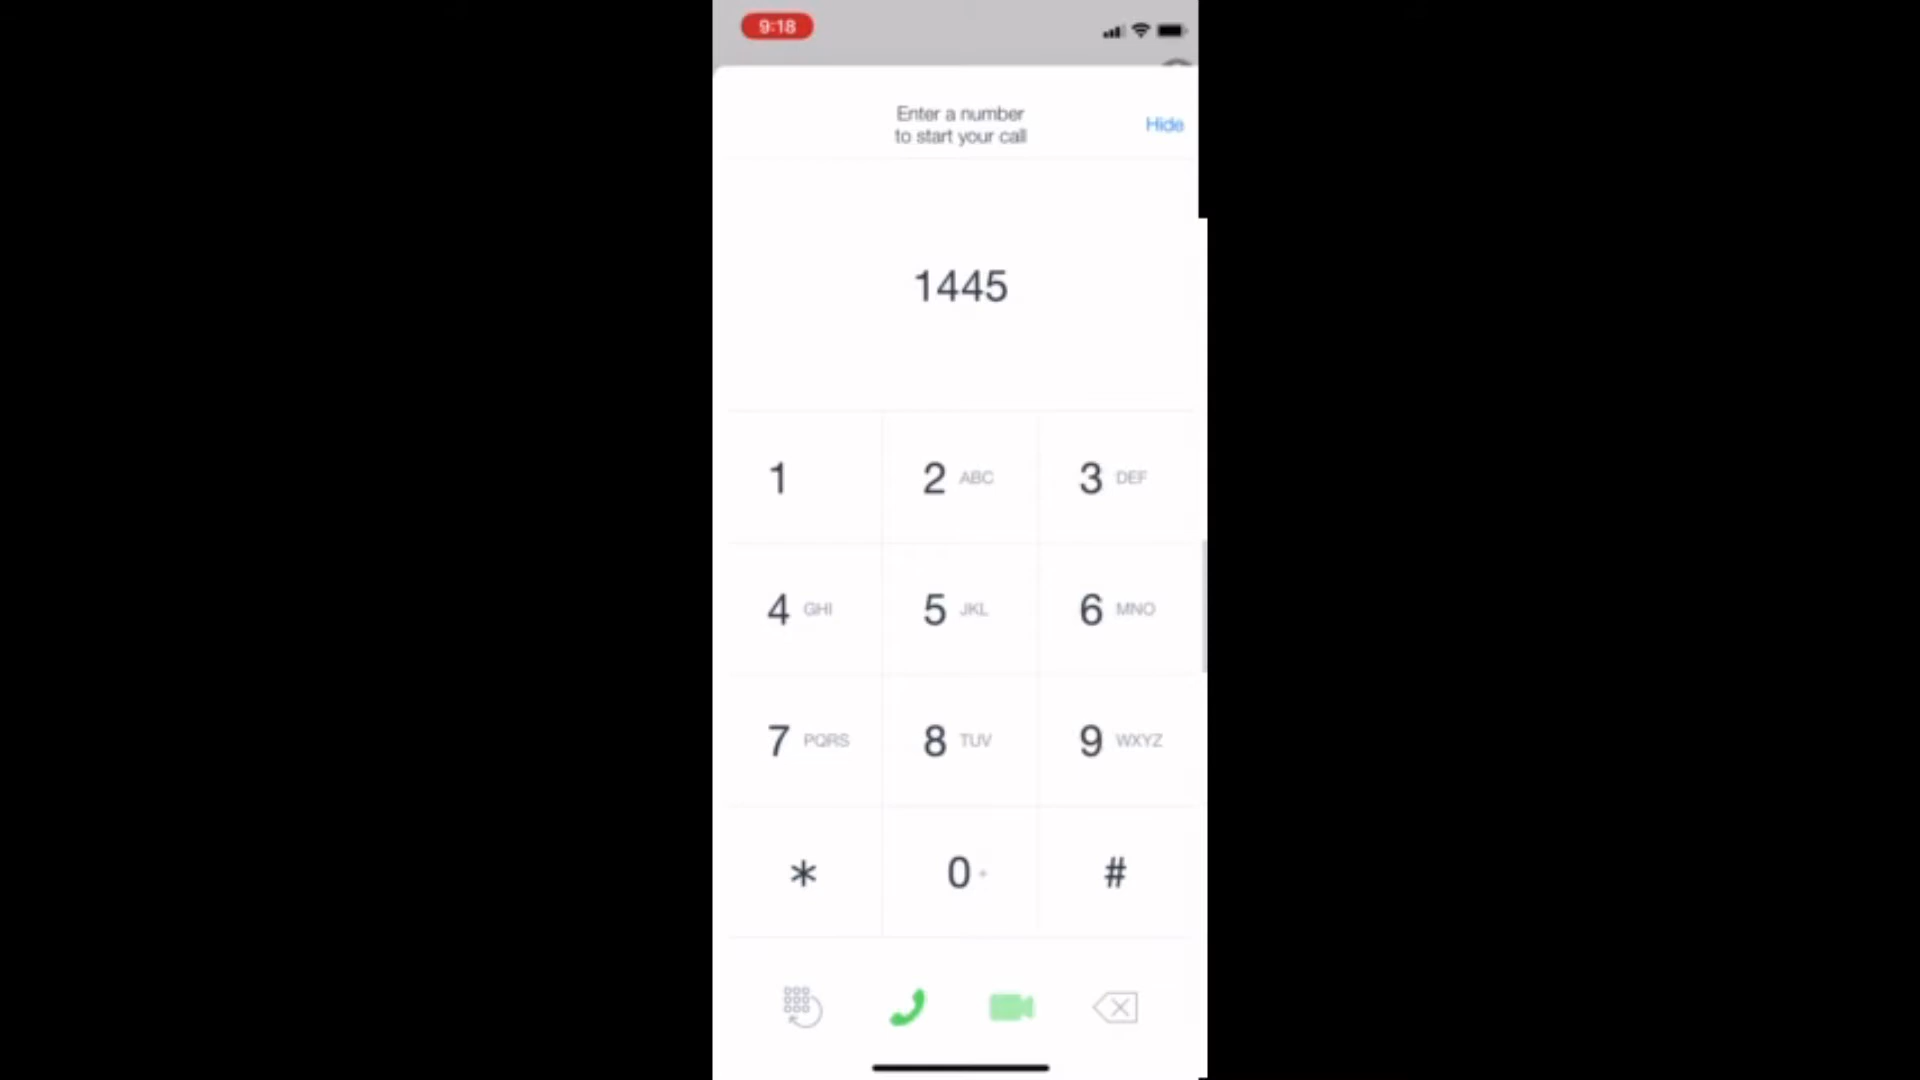 9:18
Enter a number
to start your call
Hide
1445
1
2 ABC
3 DEF
4 GHI
5 JKL
6 MNO
7 PQRS
8 TUV
9 WXYZ
*
0 +
#